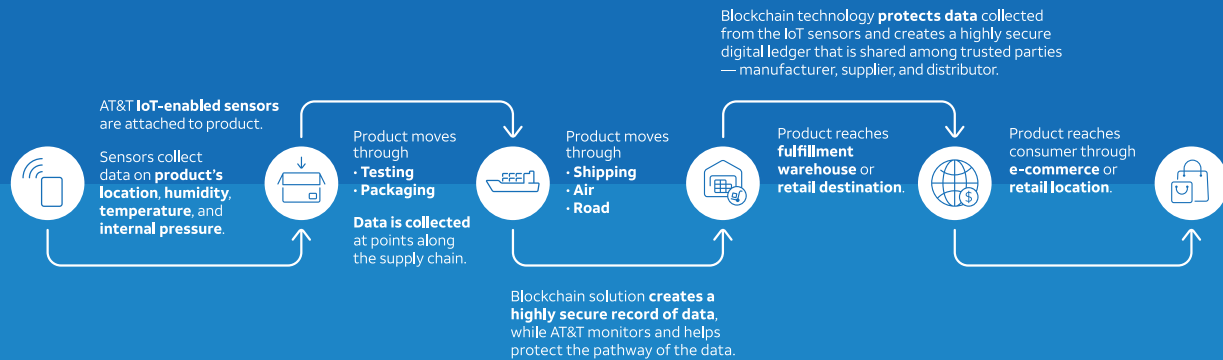 AT&T IoT-enabled sensors
are attached to product.
Sensors collect
data on product's
location, humidity,
temperature, and
internal pressure.
Product moves
through
· Testing
· Packaging
Data is collected
at points along
the supply chain.
Product moves
through
· Shipping
· Air
· Road
Blockchain solution creates a
highly secure record of data,
while AT&T monitors and helps
protect the pathway of the data.
Blockchain technology protects data collected
from the IoT sensors and creates a highly secure
digital ledger that is shared among trusted parties
— manufacturer, supplier, and distributor.
Product reaches
fulfillment
warehouse or
retail destination.
$
Product reaches
consumer through
e-commerce or
retail location.